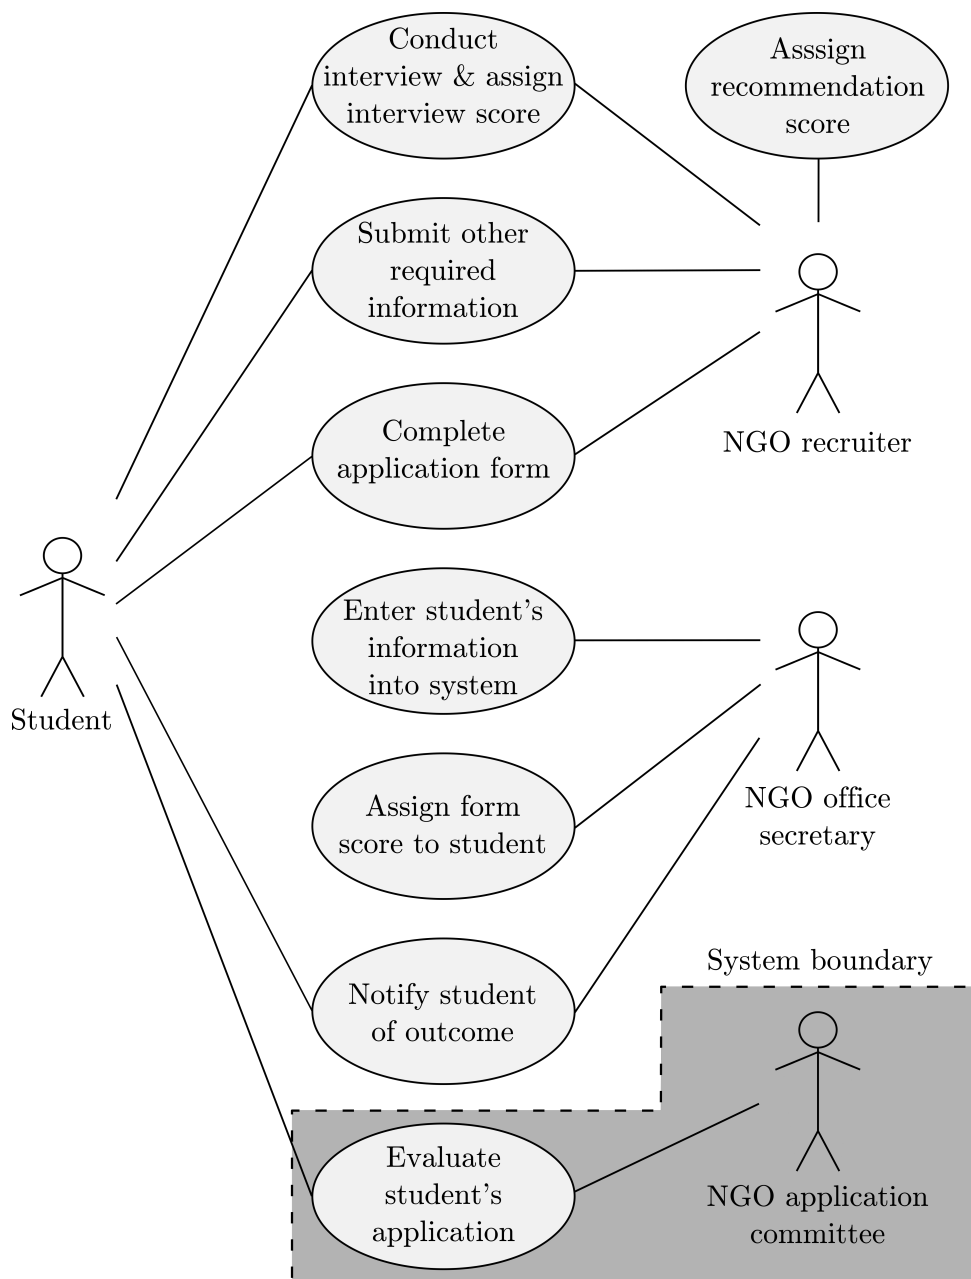 Conduct
interview & assign
interview score
Asssign
recommendation
score
Submit other
required
information
NGO recruiter
Complete
application form
Student
Enter student's
information
into system
NGO office
secretary
Assign form
score to student
System boundary
Notify student
of outcome
NGO application
committee
Evaluate
student's
application